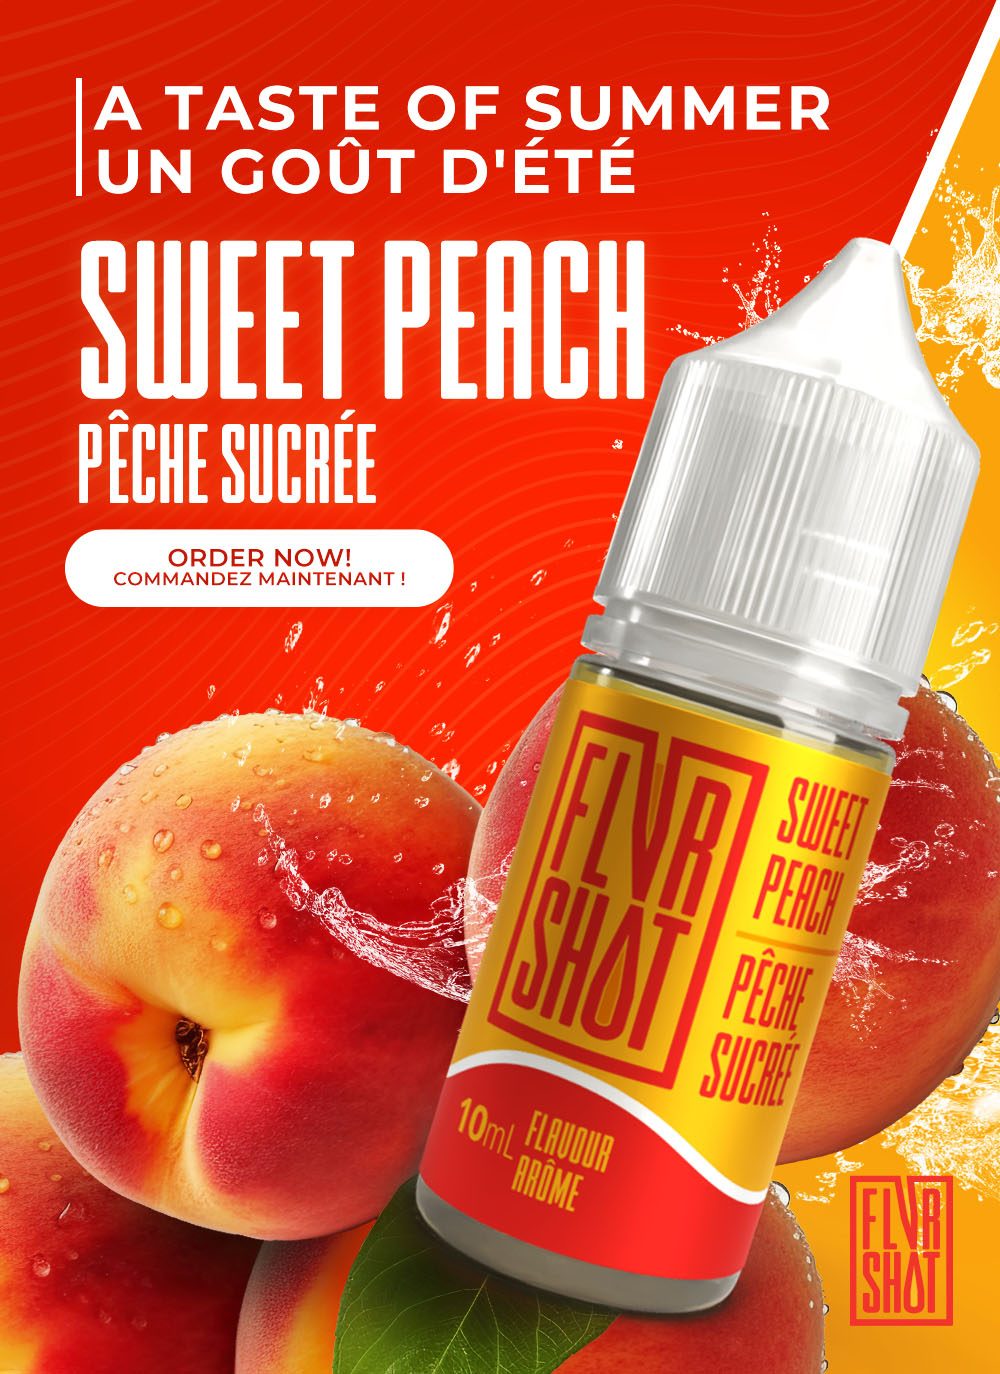 A TASTE OF SUMMER
UN GOÛT D'ÉTÉ
SWEET PEACH
PÊCHE SUCRÉE
ORDER NOW!
COMMANDEZ MAINTENANT !
FLVR
SHOT
SWEET
PEACH
PÊCHE
SUCRÉE
10mL
FLAVOUR
ARÔME
FLVR
SHOT